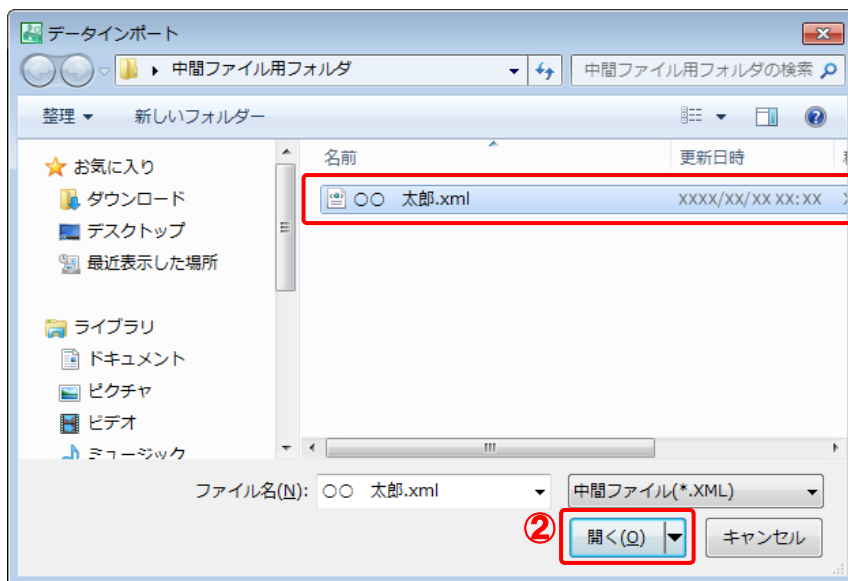 データインポート
中間ファイル用フォルダ
中間ファイル用フォルダの検索
整理 新しいフォルダー
名前 更新日時
お気に入り
○○ 太郎.xml XXXX/XX/XX XX:XX
ダウンロード
デスクトップ
最近表示した場所
ライブラリ
ドキュメント
ピクチャ
ビデオ
ミュージック
ファイル名(N): ○○ 太郎.xml 中間ファイル(*.XML)
② 開く(O) キャンセル